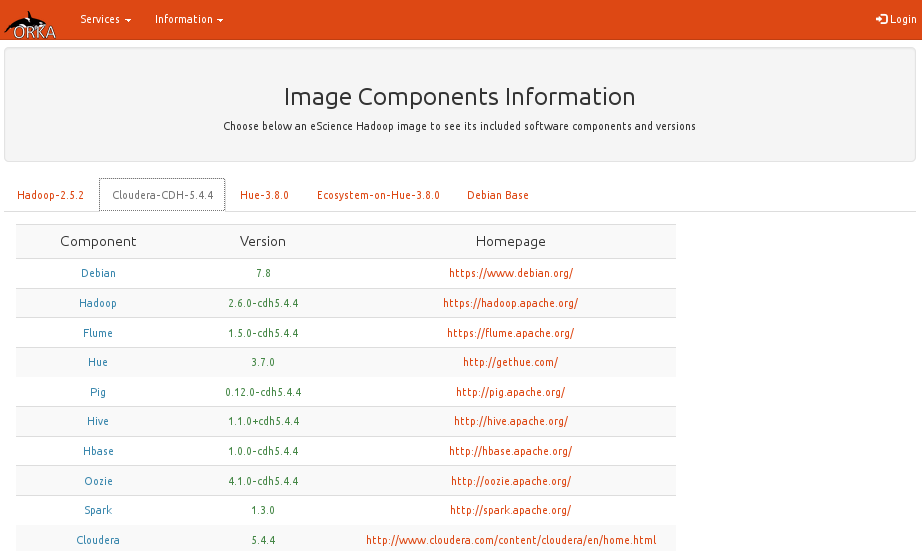 ORKA Services Information Login
Image Components Information
Choose below an eScience Hadoop image to see its included software components and versions
Hadoop-2.5.2 Cloudera-CDH-5.4.4 Hue-3.8.0 Ecosystem-on-Hue-3.8.0 Debian Base
Component Version Homepage
Debian 7.8 https://www.debian.org/
Hadoop 2.6.0-cdh5.4.4 https://hadoop.apache.org/
Flume 1.5.0-cdh5.4.4 https://flume.apache.org/
Hue 3.7.0 http://gethue.com/
Pig 0.12.0-cdh5.4.4 http://pig.apache.org/
Hive 1.1.0+cdh5.4.4 http://hive.apache.org/
Hbase 1.0.0-cdh5.4.4 http://hbase.apache.org/
Oozie 4.1.0-cdh5.4.4 http://oozie.apache.org/
Spark 1.3.0 http://spark.apache.org/
Cloudera 5.4.4 http://www.cloudera.com/content/cloudera/en/home.html